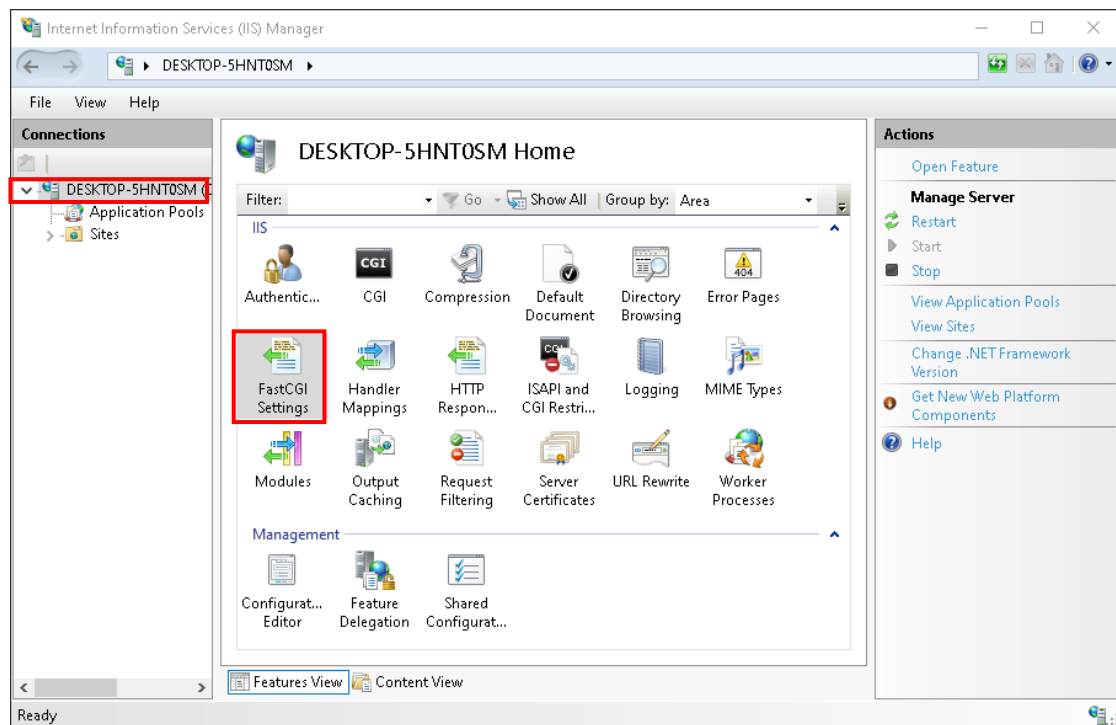 Internet Information Services (IIS) Manager
DESKTOP-5HNT0SM
File View Help
Connections
DESKTOP-5HNT0SM (
Application Pools
Sites
DESKTOP-5HNT0SM Home
Filter: Go Show All Group by: Area
IIS
Authentic... CGI Compression Default Document Directory Browsing Error Pages
CGI
404
FastCGI Settings Handler Mappings HTTP Respon... ISAPI and CGI Restri... Logging MIME Types
Modules Output Caching Request Filtering Server Certificates URL Rewrite Worker Processes
Management
Configurat... Editor Feature Delegation Shared Configurat...
Features View Content View
Actions
Open Feature
Manage Server
Restart
Start
Stop
View Application Pools
View Sites
Change .NET Framework
Version
Get New Web Platform
Components
Help
Ready